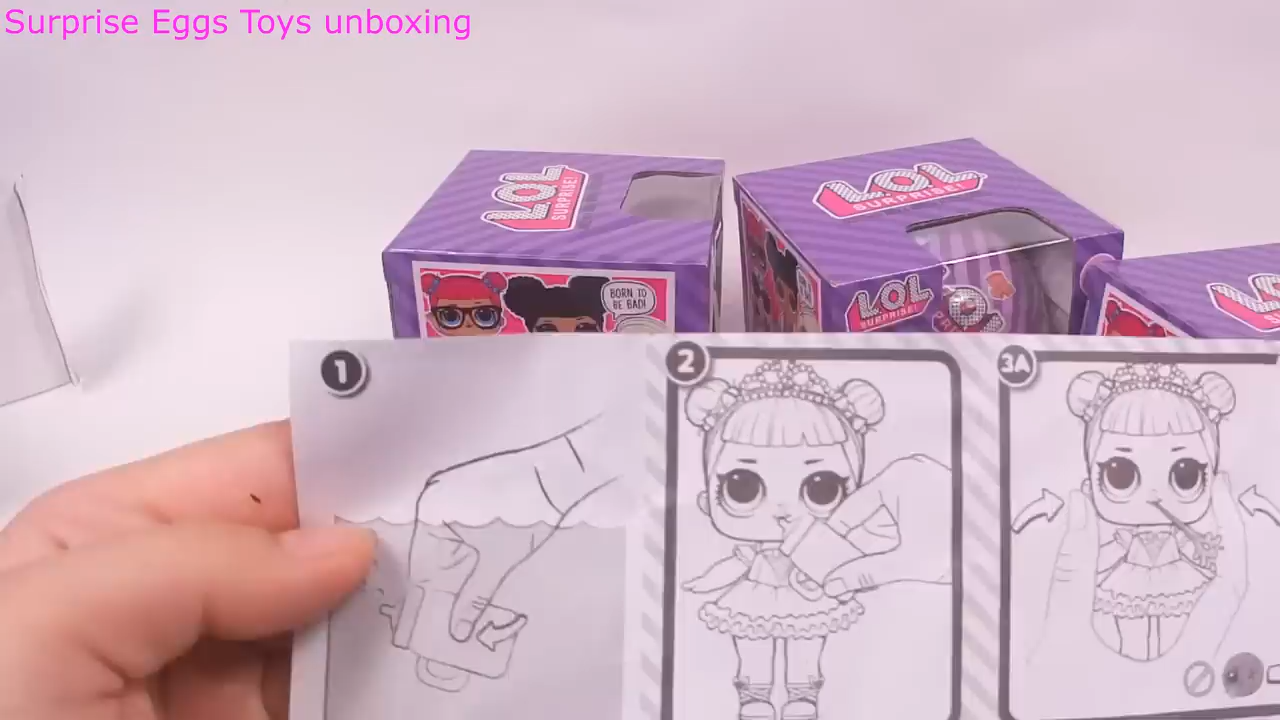 Surprise Eggs Toys unboxing
L.O.L.
SURPRISE!
L.O.L.
SURPRISE!
BORN TO
BE BAD!
L.O.L.
SURPRISE!
1
2
3A